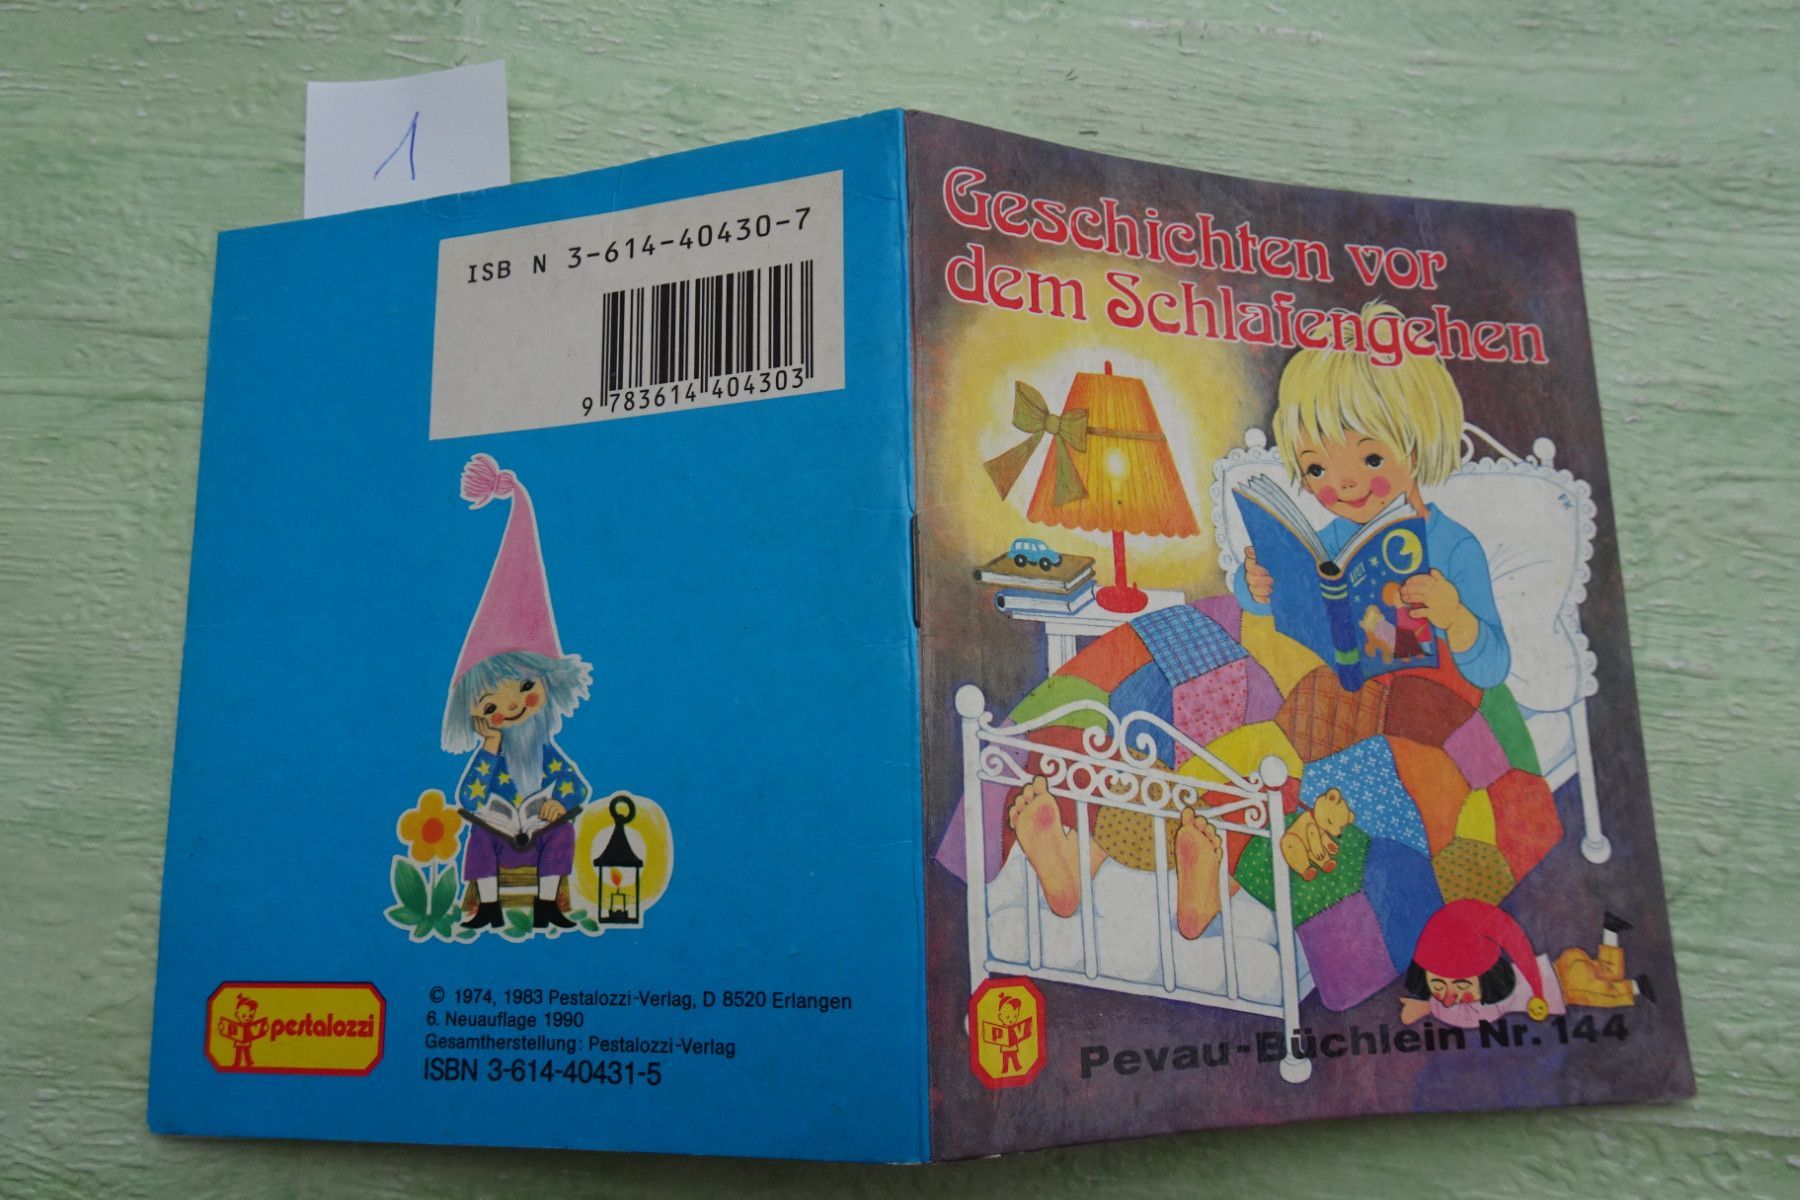 1
ISB N 3-614-40430-7
9 783614 404303
pestalozzi
© 1974, 1983 Pestalozzi-Verlag, D 8520 Erlangen
6. Neuauflage 1990
Gesamtherstellung: Pestalozzi-Verlag
ISBN 3-614-40431-5
Geschichten vor
dem Schlafengehen
FK
P V
Pevau-Büchlein Nr. 144